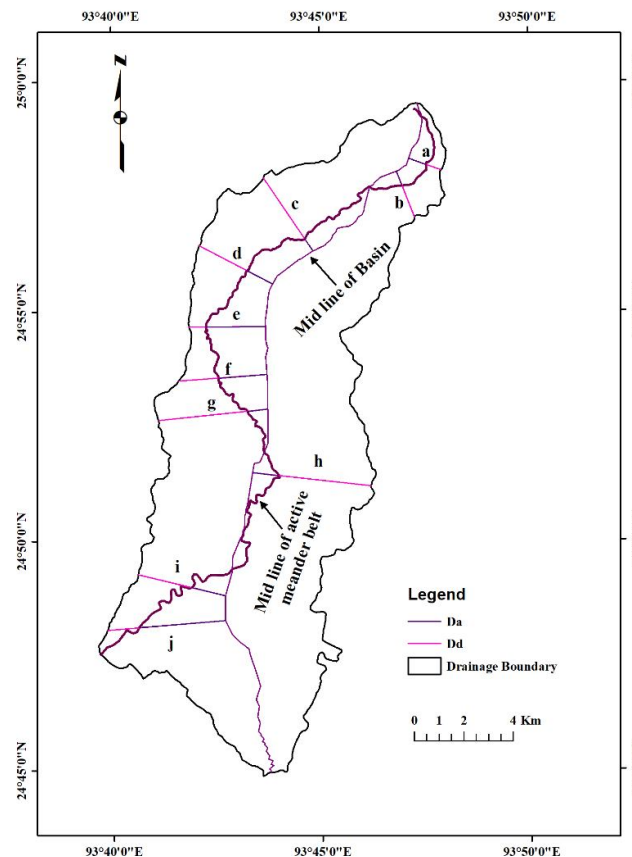 93°40'0"E 93°45'0"E 93°50'0"E
N
25°0'0"N
a
b
c
d
Mid line of Basin
24°55'0"N
e
f
g
h
24°50'0"N
Mid line of active
meander belt
i
j
Legend
Da
Dd
Drainage Boundary
0 1 2 4 Km
24°45'0"N
93°40'0"E 93°45'0"E 93°50'0"E